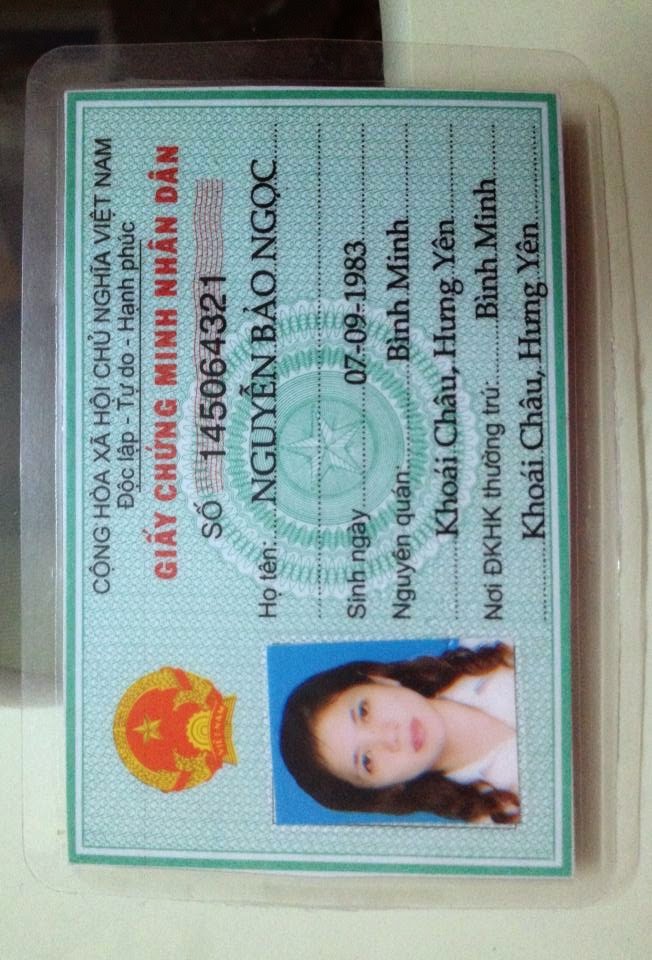 CỘNG HÒA XÃ HỘI CHỦ NGHĨA VIỆT NAM
Độc lập - Tự do - Hạnh phúc
GIẤY CHỨNG MINH NHÂN DÂN
SỐ 145064321
Họ tên: NGUYỄN BẢO NGỌC
Sinh ngày 07-09-1983
Nguyên quán: Bình Minh
Khoái Châu, Hưng Yên
Nơi ĐKHK thường trú: Bình Minh
Khoái Châu, Hưng Yên
VIỆT NAM